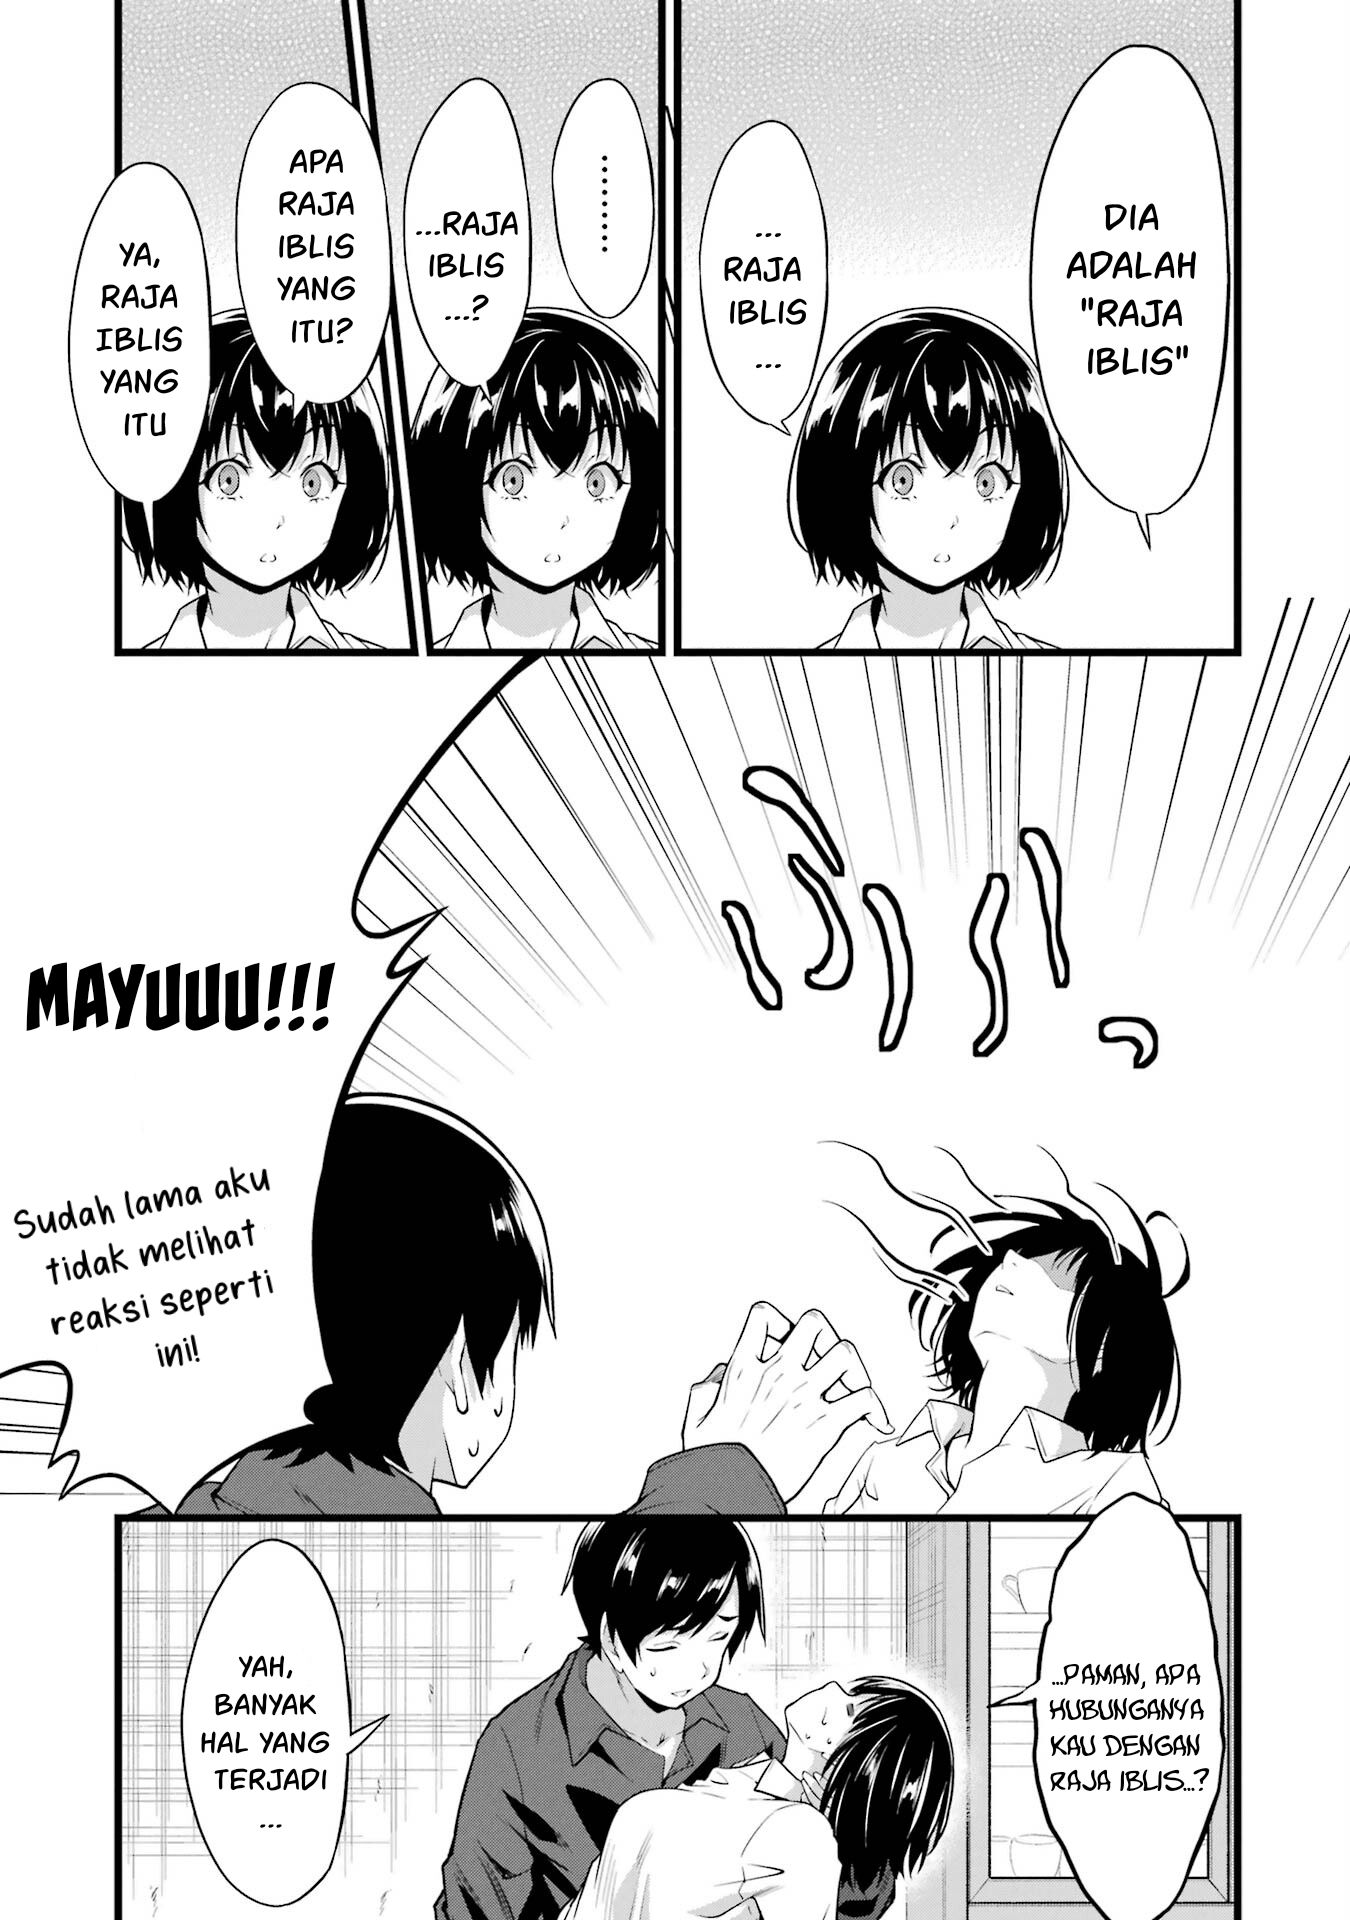 DIA
ADALAH
"RAJA
IBLIS"
...
RAJA
IBLIS
...
.........
...RAJA
IBLIS
...?
APA
RAJA
IBLIS
YANG
ITU?
YA,
RAJA
IBLIS
YANG
ITU
MAYUUU!!!
Sudah lama aku
tidak melihat
reaksi seperti
ini!
...PAMAN, APA
HUBUNGANYA
KAU DENGAN
RAJA IBLIS...?
YAH,
BANYAK
HAL YANG
TERJADI
...